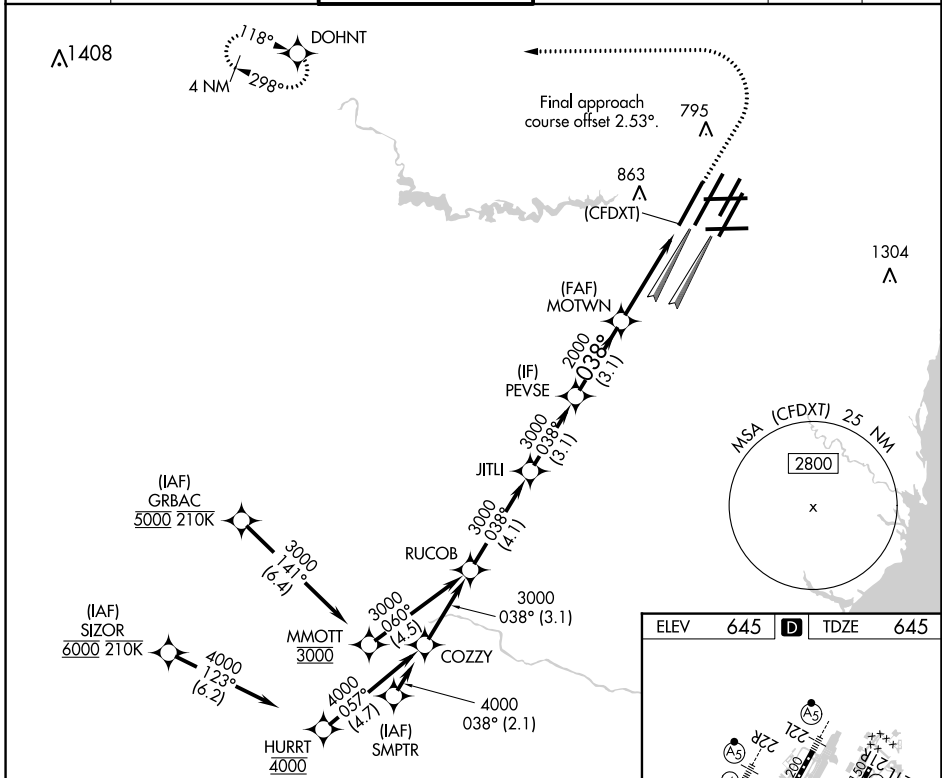 1408
118°
DOHNT
4 NM
298°
Final approach
course offset 2.53°.
795
863
(CFDXT)
1304
(FAF)
MOTWN
2000
038°
(3.1)
(IF)
PEVSE
3000
038°
(3.1)
MSA (CFDXT) 25 NM
2800
x
JITLI
3000
038°
(4.1)
(IAF)
GRBAC
5000 210K
3000
141°
(6.4)
RUCOB
3000
038° (3.1)
3000
060°
(4.5)
MMOTT
3000
COZZY
(IAF)
SIZOR
6000 210K
4000
123°
(6.2)
4000
057°
(4.7)
4000
038° (2.1)
(IAF)
SMPTR
HURRT
4000
ELEV 645 D TDZE 645
A5
22L
A5
22R